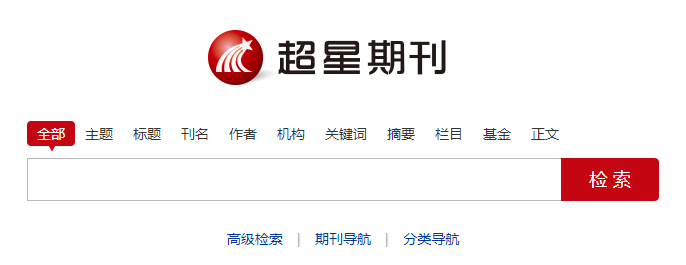 超星期刊
全部 主题 标题 刊名 作者 机构 关键词 摘要 栏目 基金 正文
检索
高级检索 | 期刊导航 | 分类导航